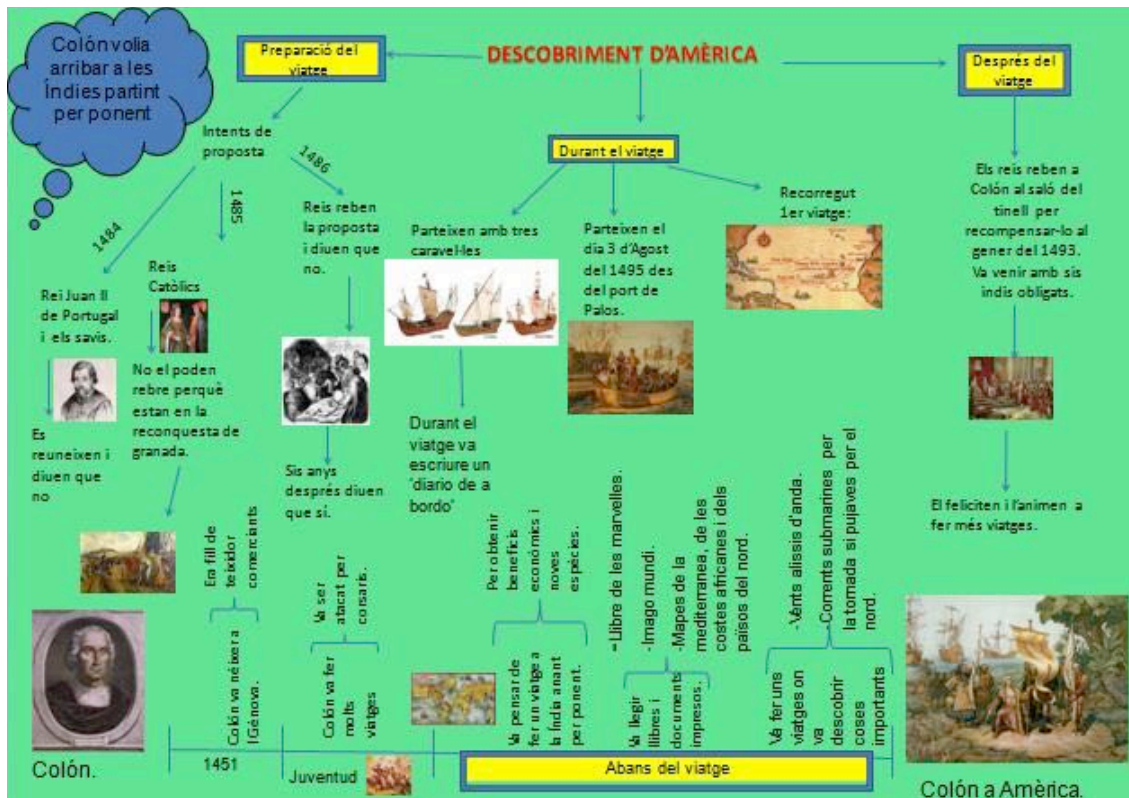 Colón volia
arribar a les
Índies partint
per ponent
Preparació del
viatge
DESCOBRIMENT D'AMÈRICA
Després del
viatge
Intents de
proposta
1484
1485
1486
Durant el viatge
Rei Juan II
de Portugal
i els savis.
Es
reuneixen i
diuen que
no
Reis
Catòlics
No el poden
rebre perquè
estan en la
reconquesta de
granada.
Reis reben
la proposta
i diuen que
no.
Sis anys
després diuen
que sí.
Parteixen amb tres
caravel·les
Durant el
viatge va
escriure un
'diario de a
bordo'
Parteixen el
dia 3 d'Agost
del 1495 des
del port de
Palos.
Recorregut
1er viatge:
Els reis reben a
Colón al saló del
tinell per
recompensar-lo al
gener del 1493.
Va venir amb sis
indis obligats.
El feliciten i l'animen a
fer més viatges.
Era fill de
teixidor i
comerciants
Colón va néixer a
l Génova.
1451
Va ser
atacat per
corsaris.
Colón va fer
molts
viatges
Juventud
Per obtenir
beneficis
económics i
noves
espècies.
Va pensar de
fer un viatge a
la Índia anant
per ponent.
=Llibre de les marvelles.
-Imago mundi.
-Mapes de la
mediterranea, de les
costes africanes i dels
països del nord.
Va llegir
llibres i
documents
impresos.
-Vents alissis d'anda.
-Corrents submarines per
la tornada si pujaves per el
nord.
Va fer uns
viatges on
va
descobrir
coses
importants
Abans del viatge
Colón.
Colón a Amèrica.